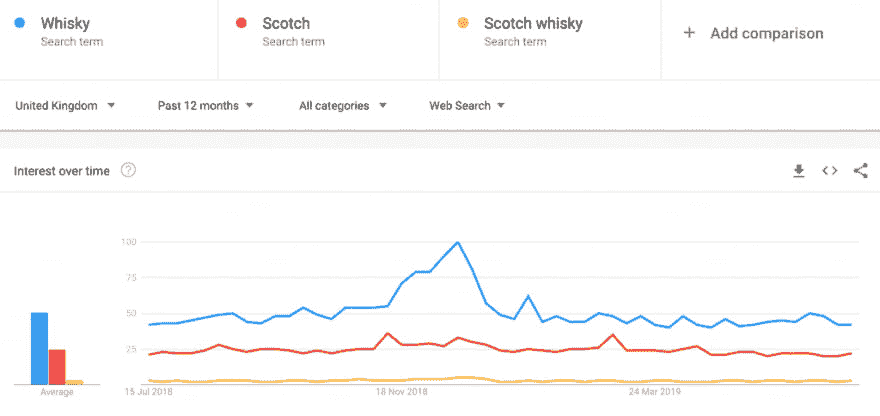 Whisky
Search term
Scotch
Search term
Scotch whisky
Search term
+ Add comparison
United Kingdom
Past 12 months
All categories
Web Search
Interest over time ?
100
75
50
25
Average
15 Jul 2018
18 Nov 2018
24 Mar 2019